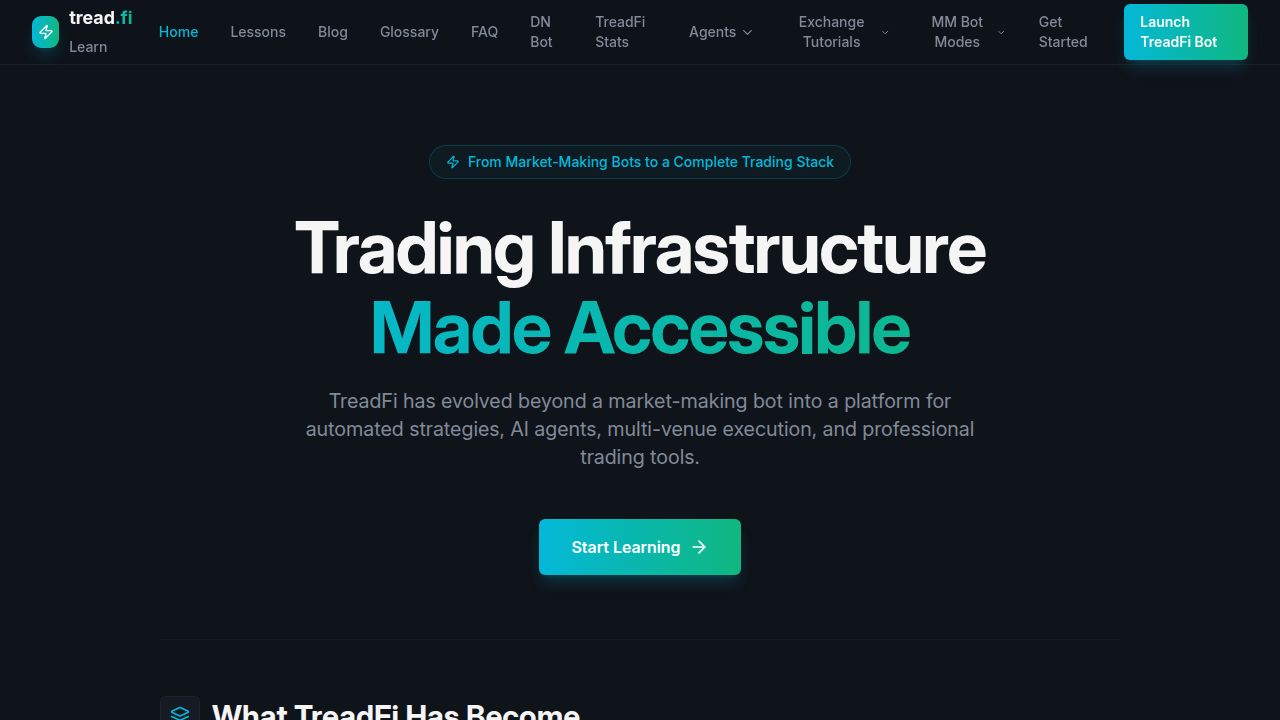 tread.fi
Learn
Home
Lessons
Blog
Glossary
FAQ
DN
Bot
TreadFi
Stats
Agents
Exchange
Tutorials
MM Bot
Modes
Get
Started
Launch
TreadFi Bot
From Market-Making Bots to a Complete Trading Stack
Trading Infrastructure
Made Accessible
TreadFi has evolved beyond a market-making bot into a platform for
automated strategies, AI agents, multi-venue execution, and professional
trading tools.
Start Learning
What TreadFi Has Become